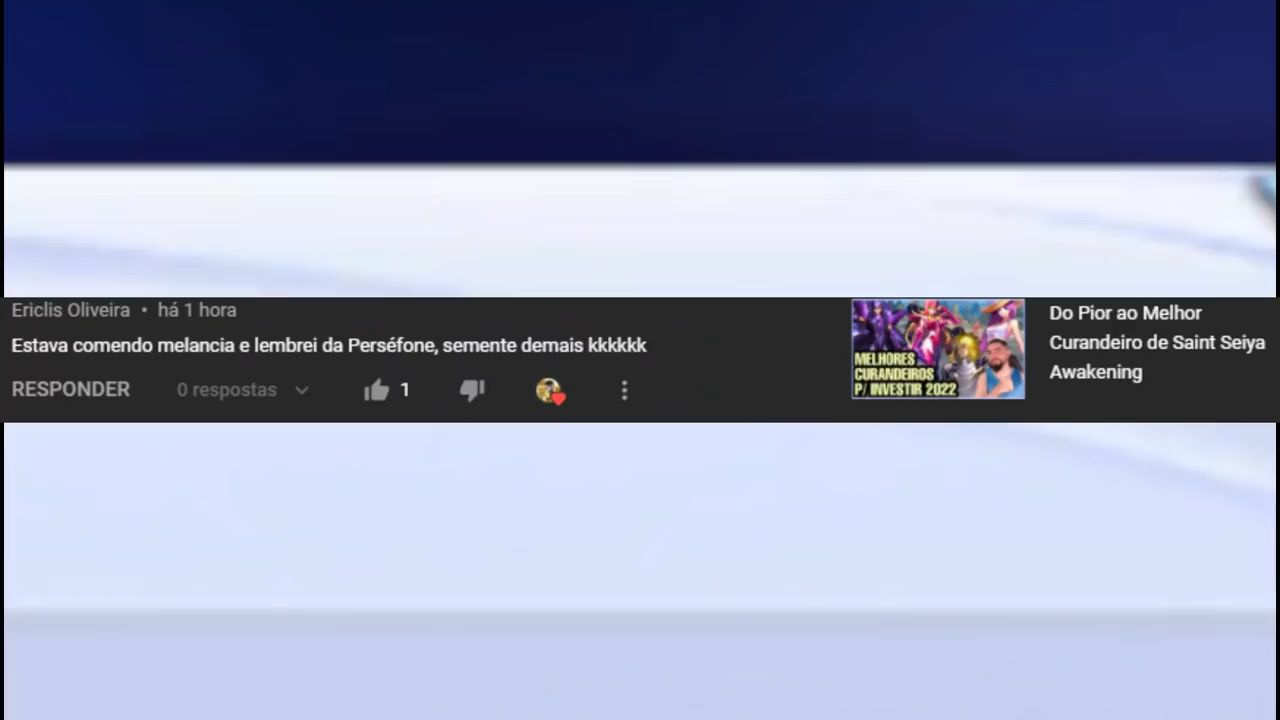 Ericlis Oliveira • há 1 hora
Estava comendo melancia e lembrei da Perséfone, semente demais kkkkkk
RESPONDER 0 respostas 1
MELHORES
CURANDEIROS
P/ INVESTIR 2022
Do Pior ao Melhor
Curandeiro de Saint Seiya
Awakening